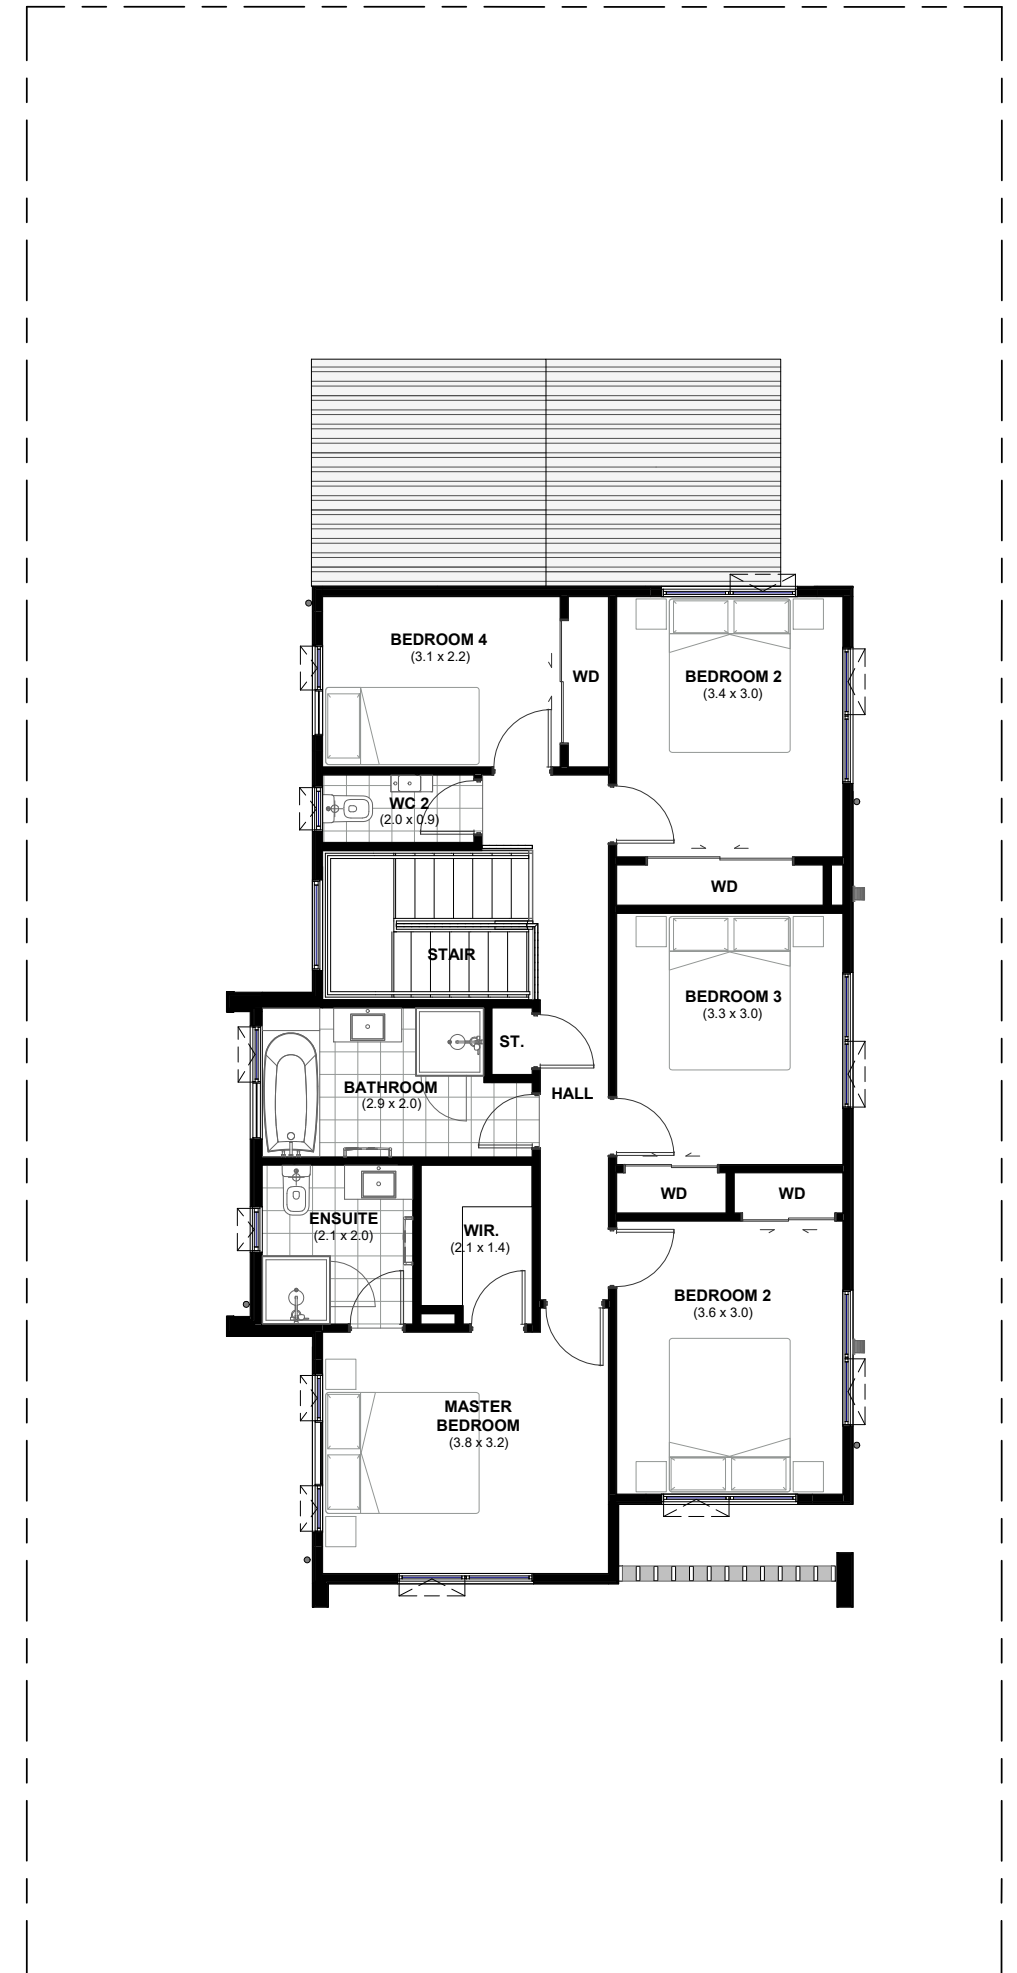 BEDROOM 4
(3.1 x 2.2)
WD
BEDROOM 2
(3.4 x 3.0)
WC 2
(2.0 x 0.9)
WD
STAIR
BEDROOM 3
(3.3 x 3.0)
ST.
BATHROOM
(2.9 x 2.0)
HALL
WD
WD
ENSUITE
(2.1 x 2.0)
WIR.
(2.1 x 1.4)
BEDROOM 2
(3.6 x 3.0)
MASTER
BEDROOM
(3.8 x 3.2)